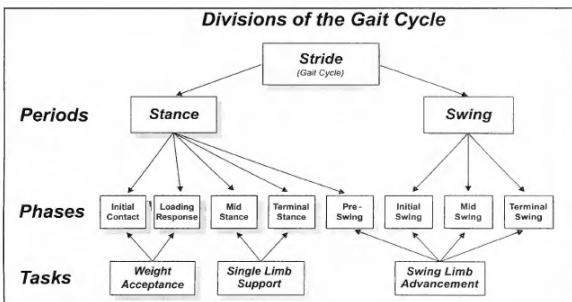 Divisions of the Gait Cycle
Stride
(Gait Cycle)
Periods
Stance
Swing
Phases
Initial
Contact
Loading
Response
Mid
Stance
Terminal
Stance
Pre -
Swing
Initial
Swing
Mid
Swing
Terminal
Swing
Tasks
Weight
Acceptance
Single Limb
Support
Swing Limb
Advancement